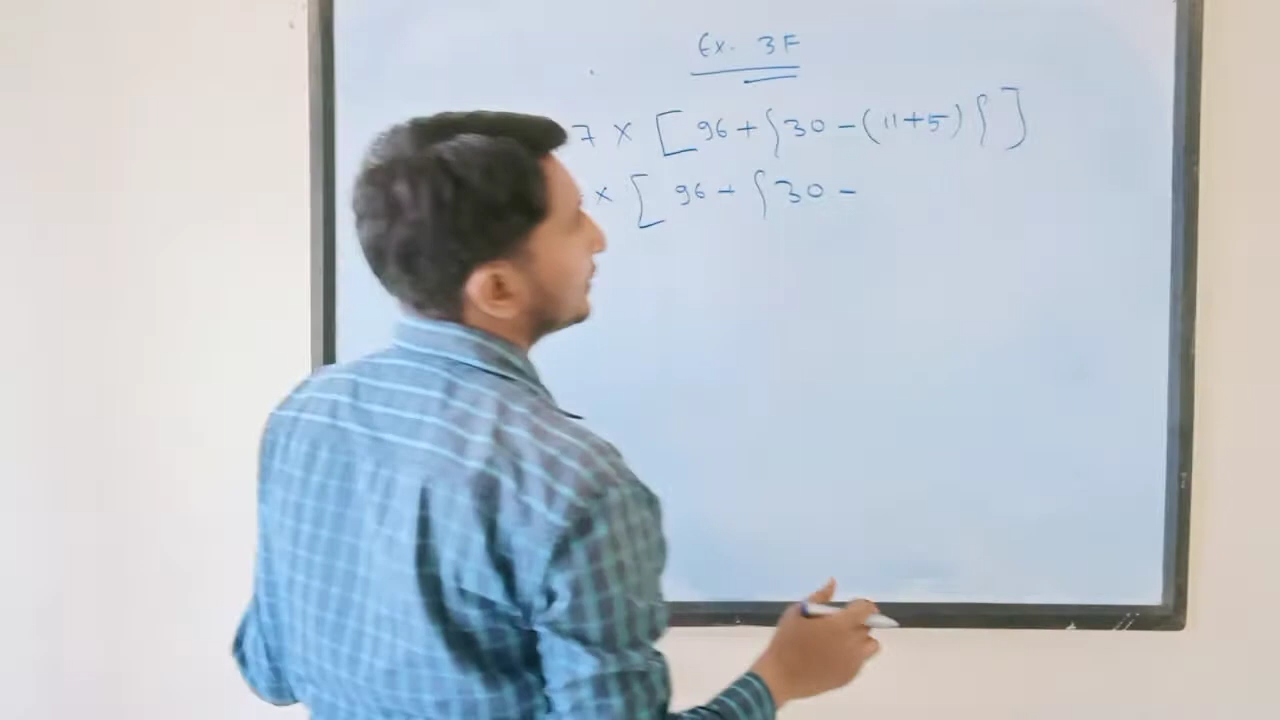 Ex. 3F
7 × [96 + {30 - (11+5)}]
× [96 + {30 -